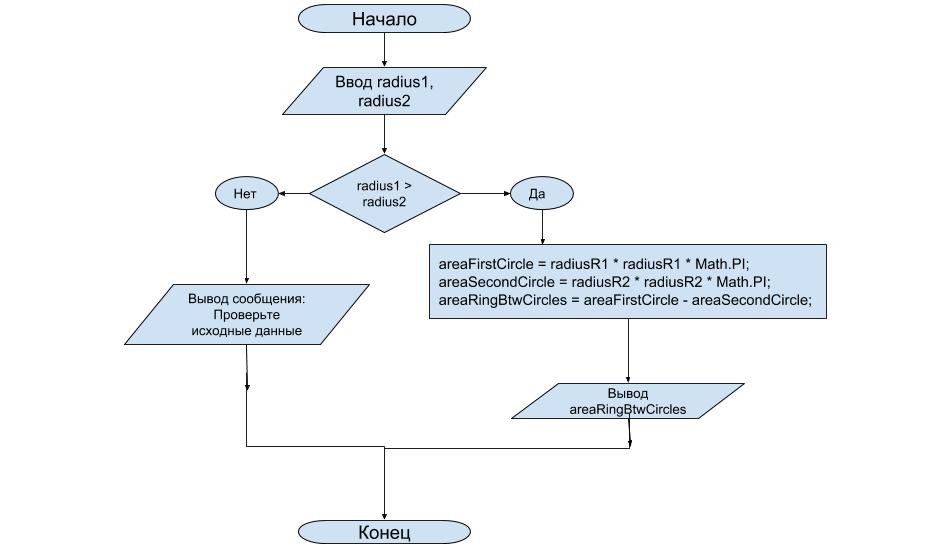 Начало
Ввод radius1,
radius2
radius1 >
radius2
Нет
Да
areaFirstCircle = radiusR1 * radiusR1 * Math.PI;
areaSecondCircle = radiusR2 * radiusR2 * Math.PI;
areaRingBtwCircles = areaFirstCircle - areaSecondCircle;
Вывод сообщения:
Проверьте
исходные данные
Вывод
areaRingBtwCircles
Конец